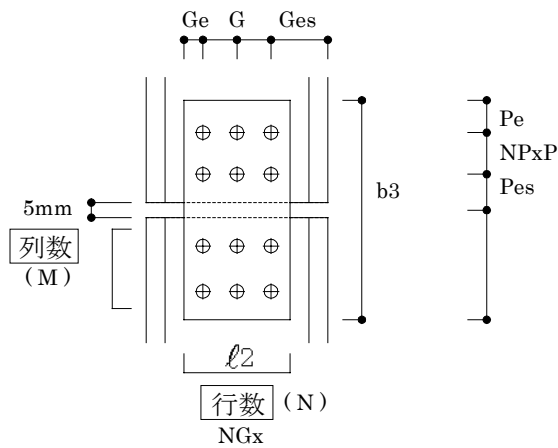 Ge G Ges
Pe
NPxP
b3
Pes
5mm
列数
(M)
ℓ2
行数 (N)
NGx